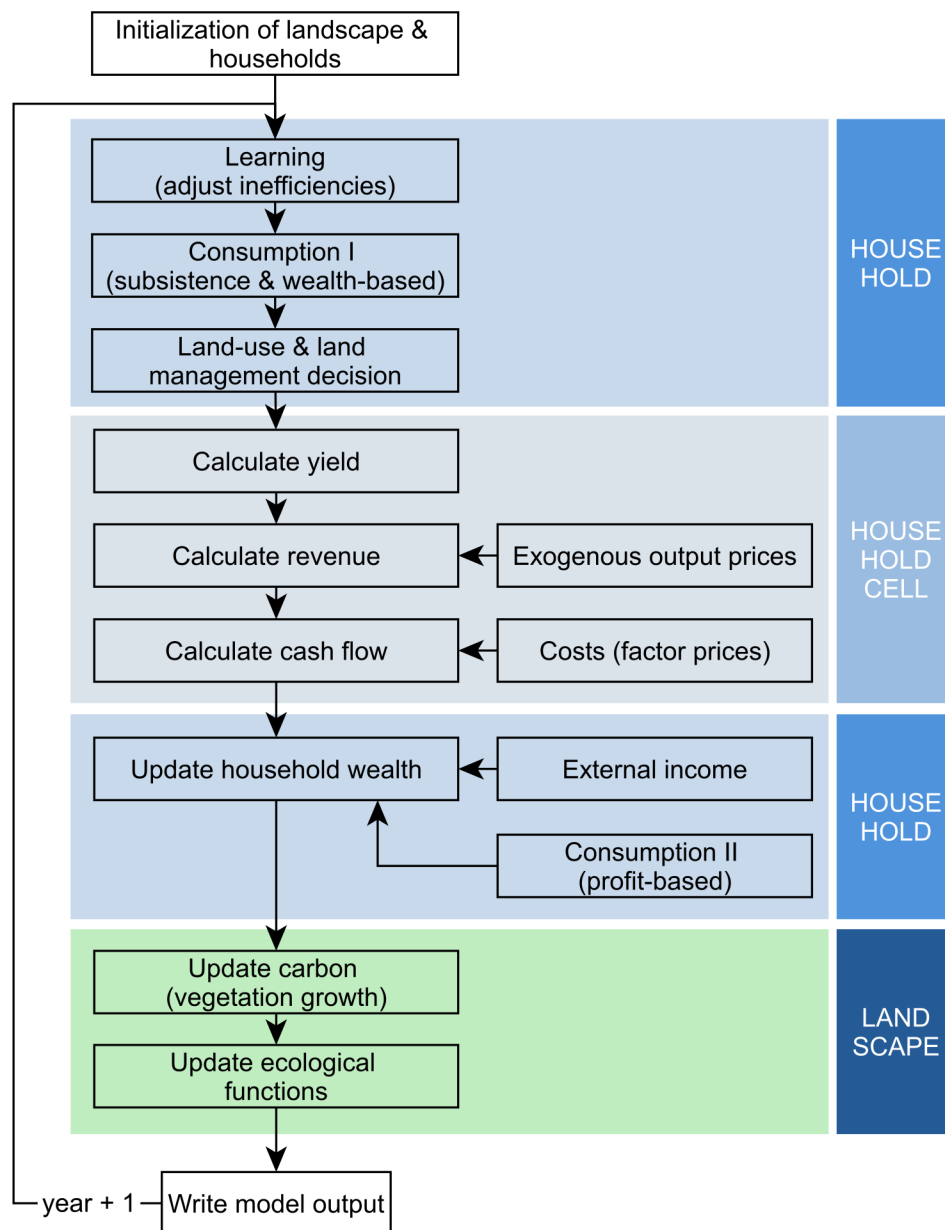 Initialization of landscape &
households
Learning
(adjust inefficiencies)
Consumption I
(subsistence & wealth-based)
Land-use & land
management decision
HOUSE
HOLD
Calculate yield
Calculate revenue
Exogenous output prices
Calculate cash flow
Costs (factor prices)
HOUSE
HOLD
CELL
Update household wealth
External income
Consumption II
(profit-based)
HOUSE
HOLD
Update carbon
(vegetation growth)
Update ecological
functions
LAND
SCAPE
year + 1
Write model output